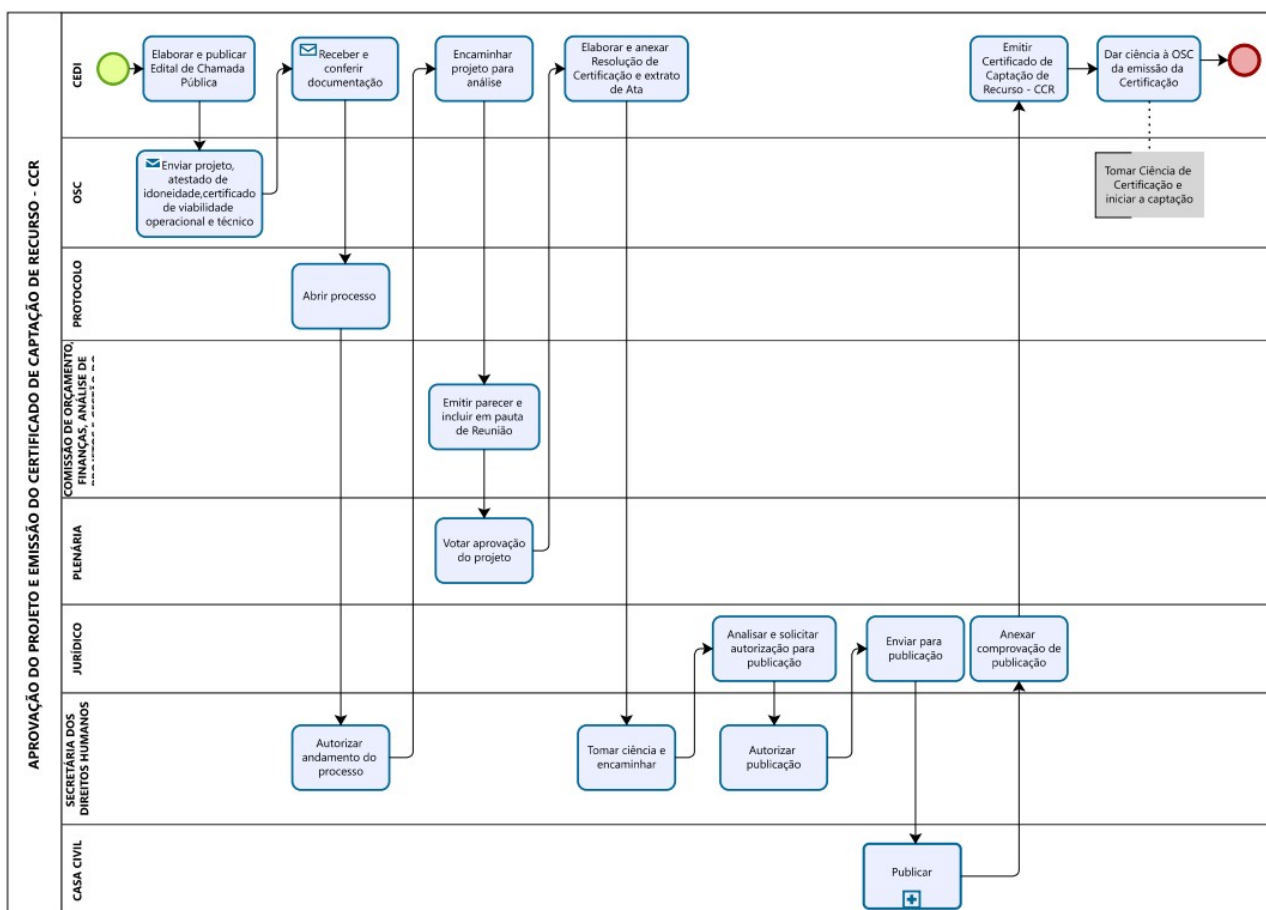 APROVAÇÃO DO PROJETO E EMISSÃO DO CERTIFICADO DE CAPTAÇÃO DE RECURSO - CCR
CEDI
Elaborar e publicar
Edital de Chamada
Pública
Receber e
conferir
documentação
Encaminhar
projeto para
análise
Elaborar e anexar
Resolução de
Certificação e extrato
de Ata
Emitir
Certificado de
Captação de
Recurso - CCR
Dar ciência à OSC
da emissão da
Certificação
OSC
Enviar projeto,
atestado de
idoneidade,certificado
de viabilidade
operacional e técnico
Tomar Ciência de
Certificação e
iniciar a captação
PROTOCOLO
Abrir processo
COMISSÃO DE ORÇAMENTO,
FINANÇAS, ANÁLISE DE
Emitir parecer e
incluir em pauta
de Reunião
PLENÁRIA
Votar aprovação
do projeto
JURÍDICO
Analisar e solicitar
autorização para
publicação
Enviar para
publicação
Anexar
comprovação de
publicação
SECRETÁRIA DOS
DIREITOS HUMANOS
Autorizar
andamento do
processo
Tomar ciência e
encaminhar
Autorizar
publicação
CASA CIVIL
Publicar